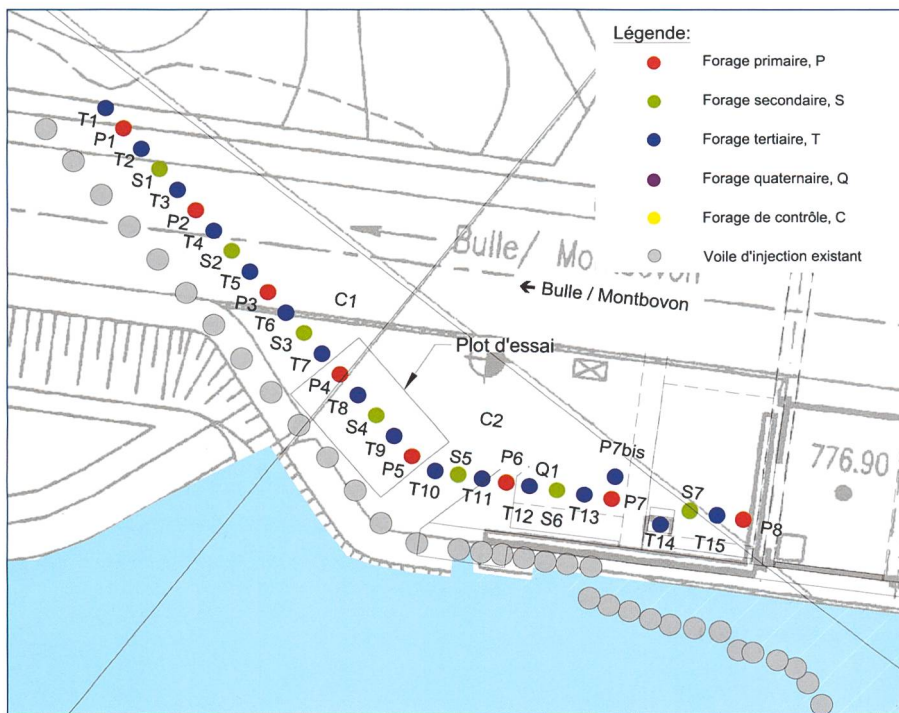 Légende:
Forage primaire, P
Forage secondaire, S
Forage tertiaire, T
Forage quaternaire, Q
Forage de contrôle, C
Voile d'injection existant
T1
P1
T2
S1
T3
P2
T4
S2
T5
P3
T6
S3
T7
P4
T8
S4
T9
P5
T10
S5
T11
P6
T12
Q1
S6
T13
P7bis
P7
T14
S7
T15
P8
C1
C2
Bulle/ Montbovon
← Bulle / Montbovon
Plot d'essai
776.90